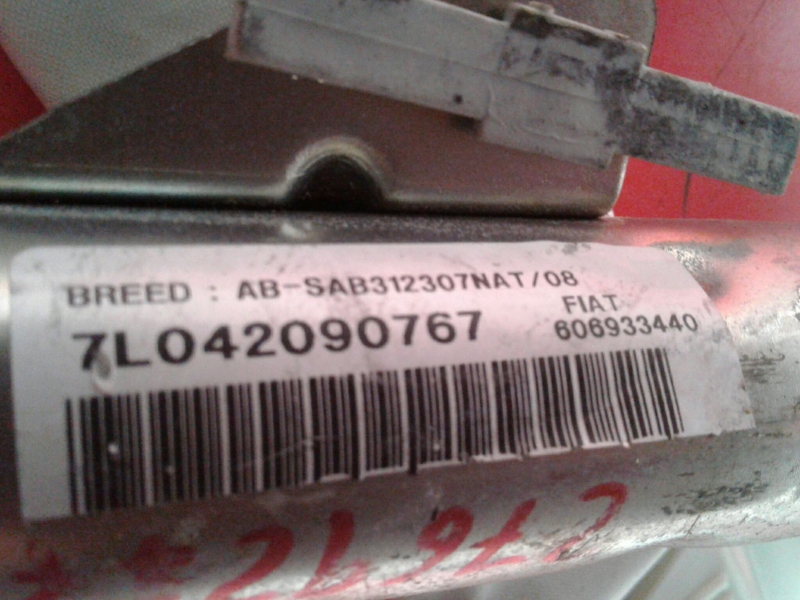 BREED : AB-SAB312307NAT/08
FIAT
7L042090767
606933440